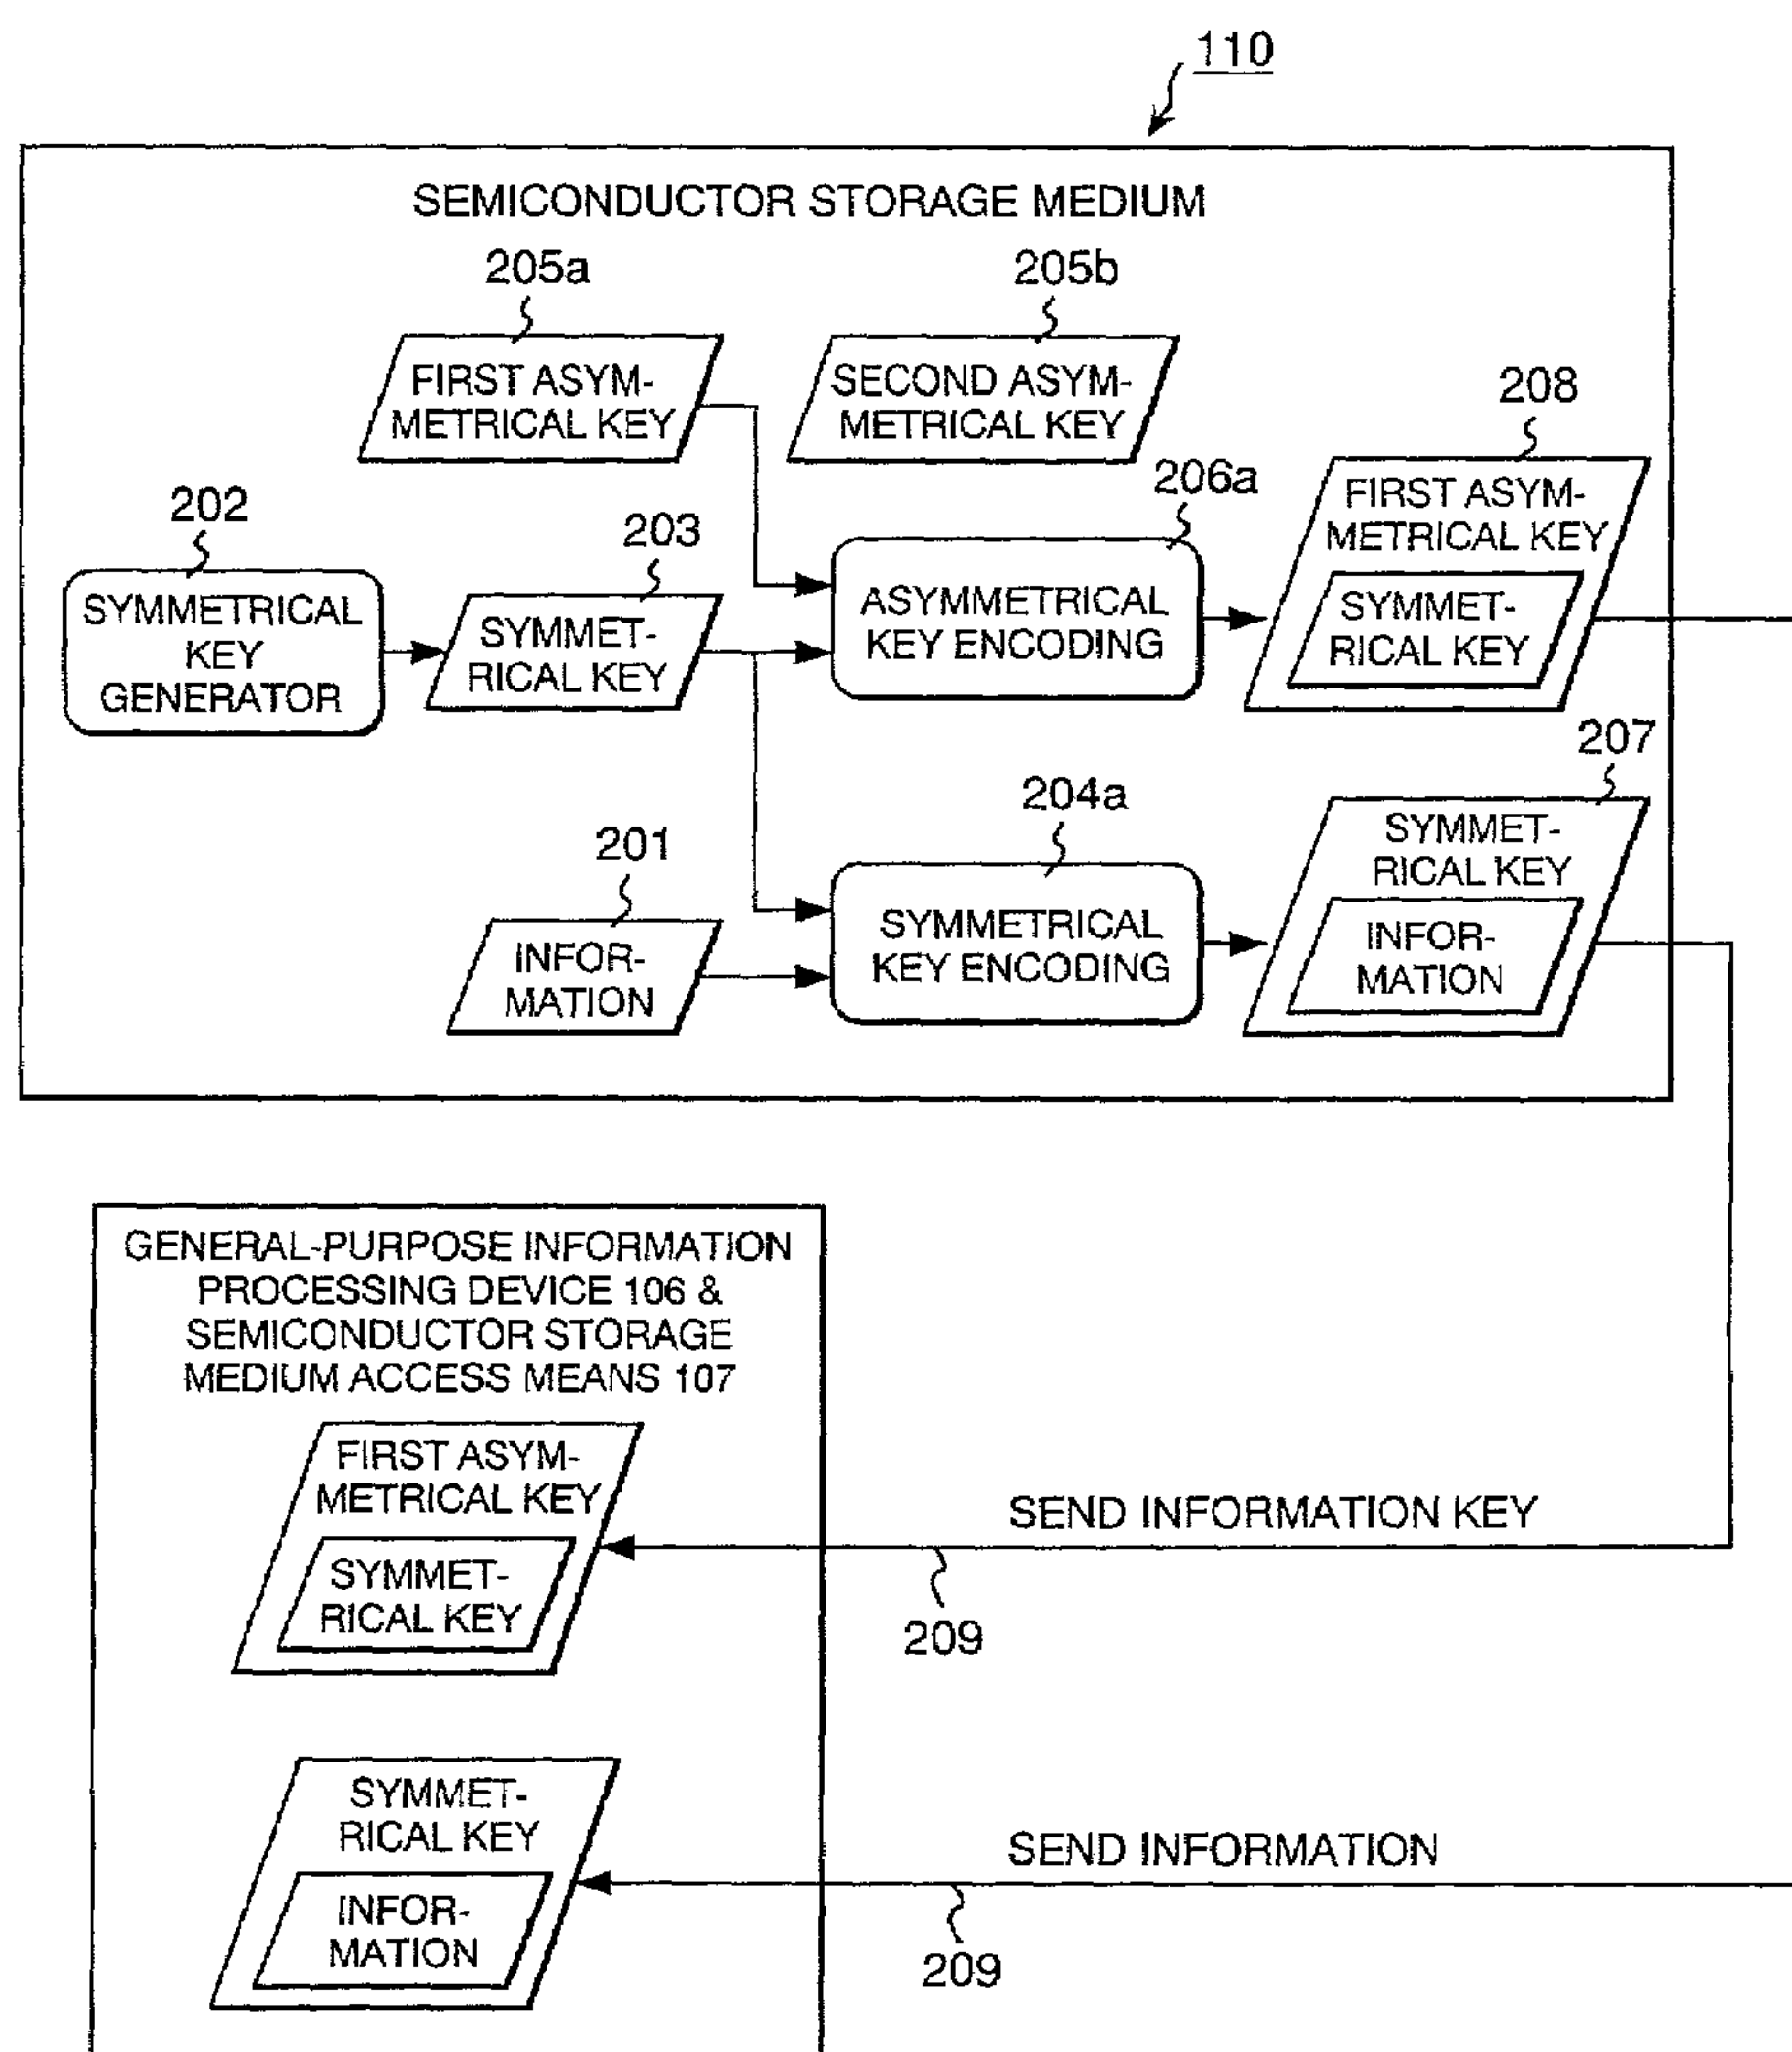 110
SEMICONDUCTOR STORAGE MEDIUM
205a
205b
FIRST ASYM-
METRICAL KEY
SECOND ASYM-
METRICAL KEY
208
206a
FIRST ASYM-
METRICAL KEY
SYMMET-
RICAL KEY
202
203
SYMMETRICAL
KEY
GENERATOR
SYMMET-
RICAL KEY
ASYMMETRICAL
KEY ENCODING
207
204a
SYMMET-
RICAL KEY
INFOR-
MATION
201
INFOR-
MATION
SYMMETRICAL
KEY ENCODING
GENERAL-PURPOSE INFORMATION
PROCESSING DEVICE 106 &
SEMICONDUCTOR STORAGE
MEDIUM ACCESS MEANS 107
FIRST ASYM-
METRICAL KEY
SYMMET-
RICAL KEY
SEND INFORMATION KEY
209
SYMMET-
RICAL KEY
INFOR-
MATION
SEND INFORMATION
209